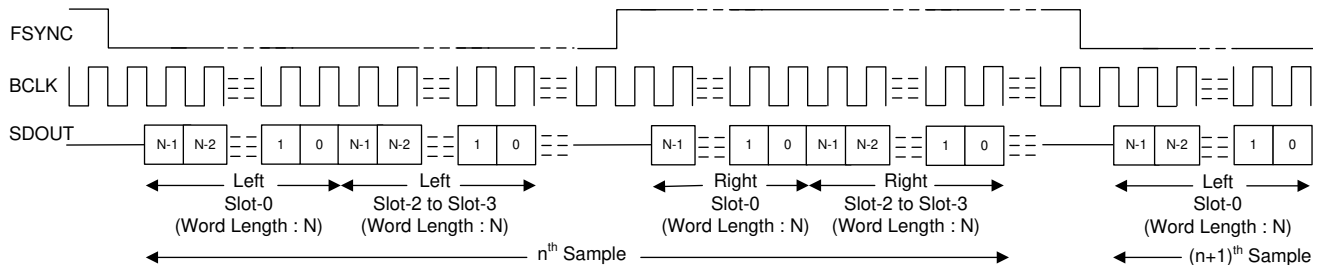 FSYNC
BCLK
SDOUT
N-1 N-2 1 0 N-1 N-2 1 0 N-1 1 0 N-1 N-2 1 0 N-1 N-2 1 0
Left Left Right Right Left
Slot-0 Slot-2 to Slot-3 Slot-0 Slot-2 to Slot-3 Slot-0
(Word Length : N) (Word Length : N) (Word Length : N) (Word Length : N) (Word Length : N)
nth Sample (n+1)th Sample